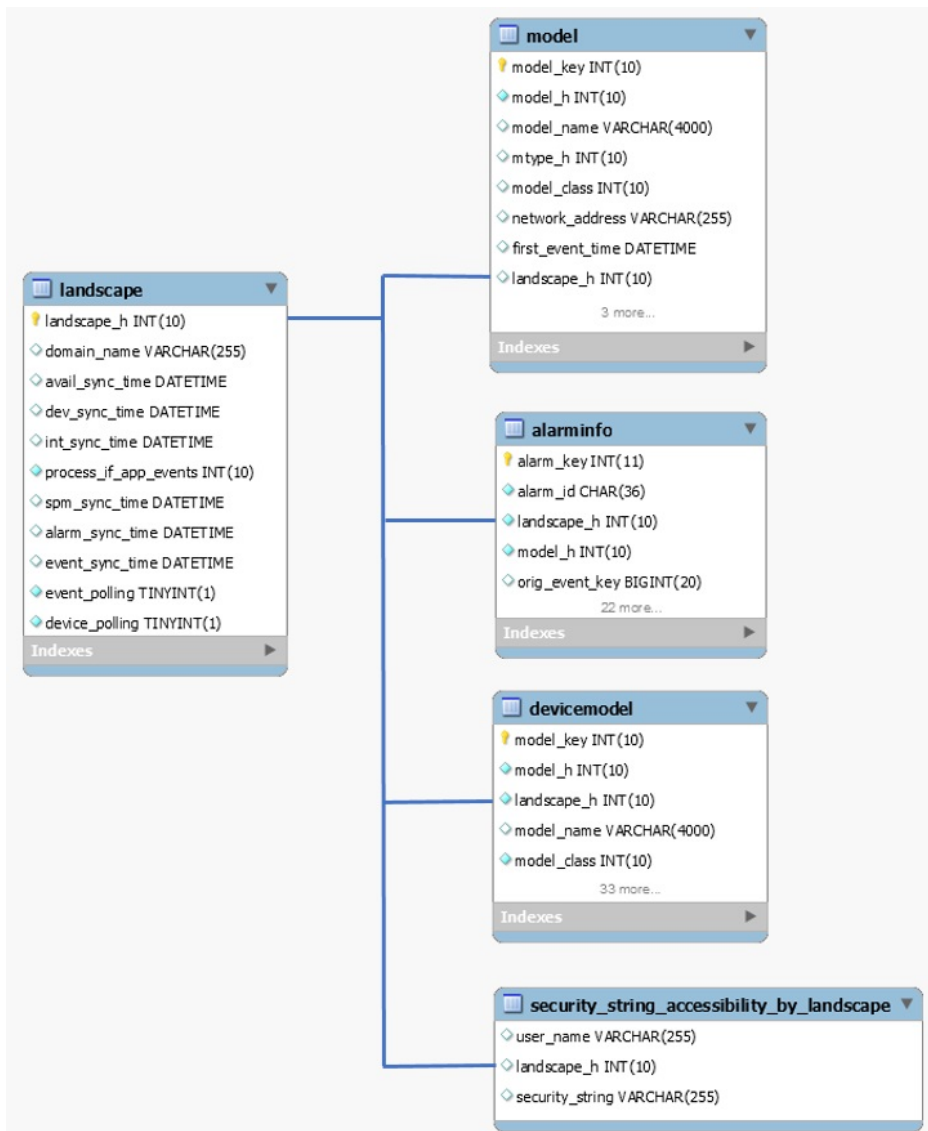 model
model_key INT(10)
model_h INT(10)
model_name VARCHAR(4000)
mtype_h INT(10)
model_class INT(10)
network_address VARCHAR(255)
first_event_time DATETIME
landscape_h INT(10)
3 more...
Indexes
landscape
landscape_h INT(10)
domain_name VARCHAR(255)
avail_sync_time DATETIME
dev_sync_time DATETIME
int_sync_time DATETIME
process_if_app_events INT(10)
spm_sync_time DATETIME
alarm_sync_time DATETIME
event_sync_time DATETIME
event_polling TINYINT(1)
device_polling TINYINT(1)
Indexes
alarminfo
alarm_key INT(11)
alarm_id CHAR(36)
landscape_h INT(10)
model_h INT(10)
orig_event_key BIGINT(20)
22 more...
Indexes
devicemodel
model_key INT(10)
model_h INT(10)
landscape_h INT(10)
model_name VARCHAR(4000)
model_class INT(10)
33 more...
Indexes
security_string_accessibility_by_landscape
user_name VARCHAR(255)
landscape_h INT(10)
security_string VARCHAR(255)